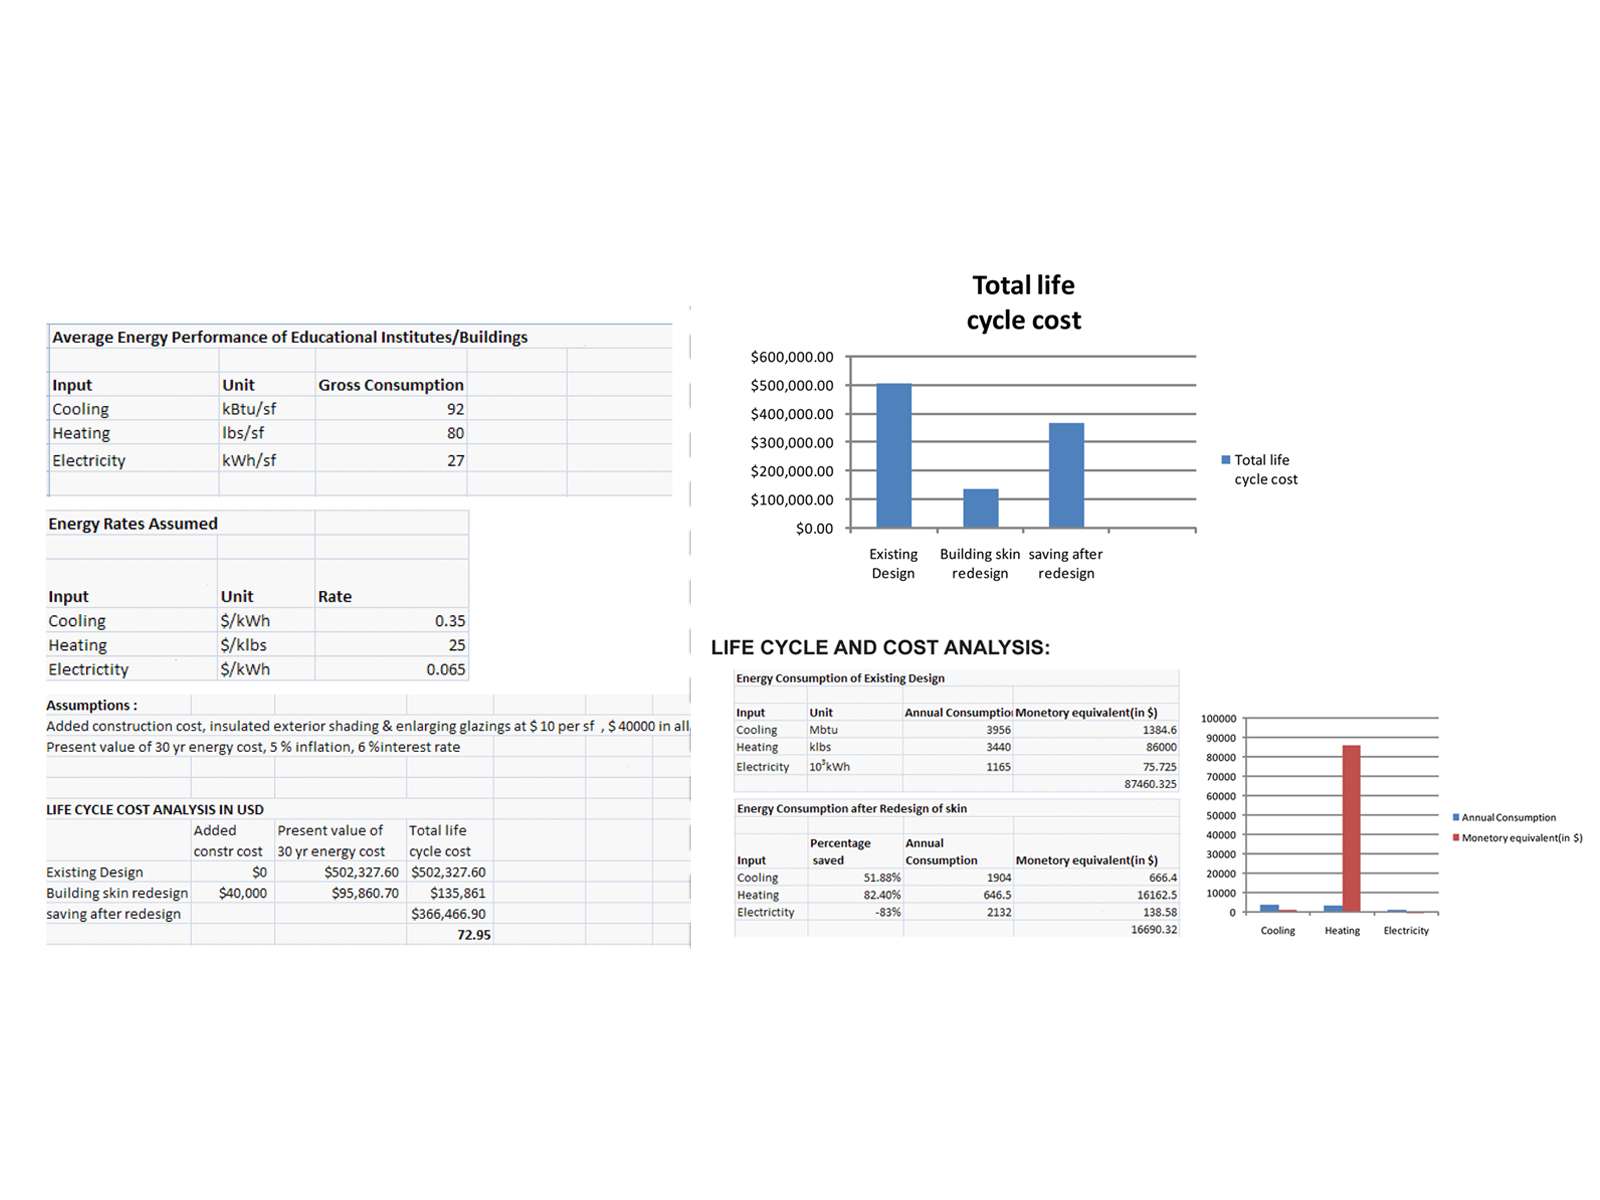 Average Energy Performance of Educational Institutes/Buildings
Input Unit Gross Consumption
Cooling kBtu/sf 92
Heating lbs/sf 80
Electricity kWh/sf 27
Energy Rates Assumed
Input Unit Rate
Cooling $/kWh 0.35
Heating $/klbs 25
Electrictity $/kWh 0.065
Assumptions :
Added construction cost, insulated exterior shading & enlarging glazings at $ 10 per sf , $ 40000 in all
Present value of 30 yr energy cost, 5 % inflation, 6 %interest rate
LIFE CYCLE COST ANALYSIS IN USD
Added Present value of Total life
constr cost 30 yr energy cost cycle cost
Existing Design $0 $502,327.60 $502,327.60
Building skin redesign $40,000 $95,860.70 $135,861
saving after redesign $366,466.90
72.95
Total life
cycle cost
$600,000.00
$500,000.00
$400,000.00
$300,000.00
$200,000.00
$100,000.00
$0.00
Existing Building skin saving after
Design redesign redesign
Total life
cycle cost
LIFE CYCLE AND COST ANALYSIS:
Energy Consumption of Existing Design
Input Unit Annual Consumption Monetory equivalent(in $)
Cooling Mbtu 3956 1384.6
Heating klbs 3440 86000
Electricity 10³kWh 1165 75.725
87460.325
Energy Consumption after Redesign of skin
Percentage Annual
Input saved Consumption Monetory equivalent(in $)
Cooling 51.88% 1904 666.4
Heating 82.40% 646.5 16162.5
Electrictity -83% 2132 138.58
16690.32
100000
90000
80000
70000
60000
50000
40000
30000
20000
10000
0
Cooling Heating Electricity
Annual Consumption
Monetory equivalent(in $)